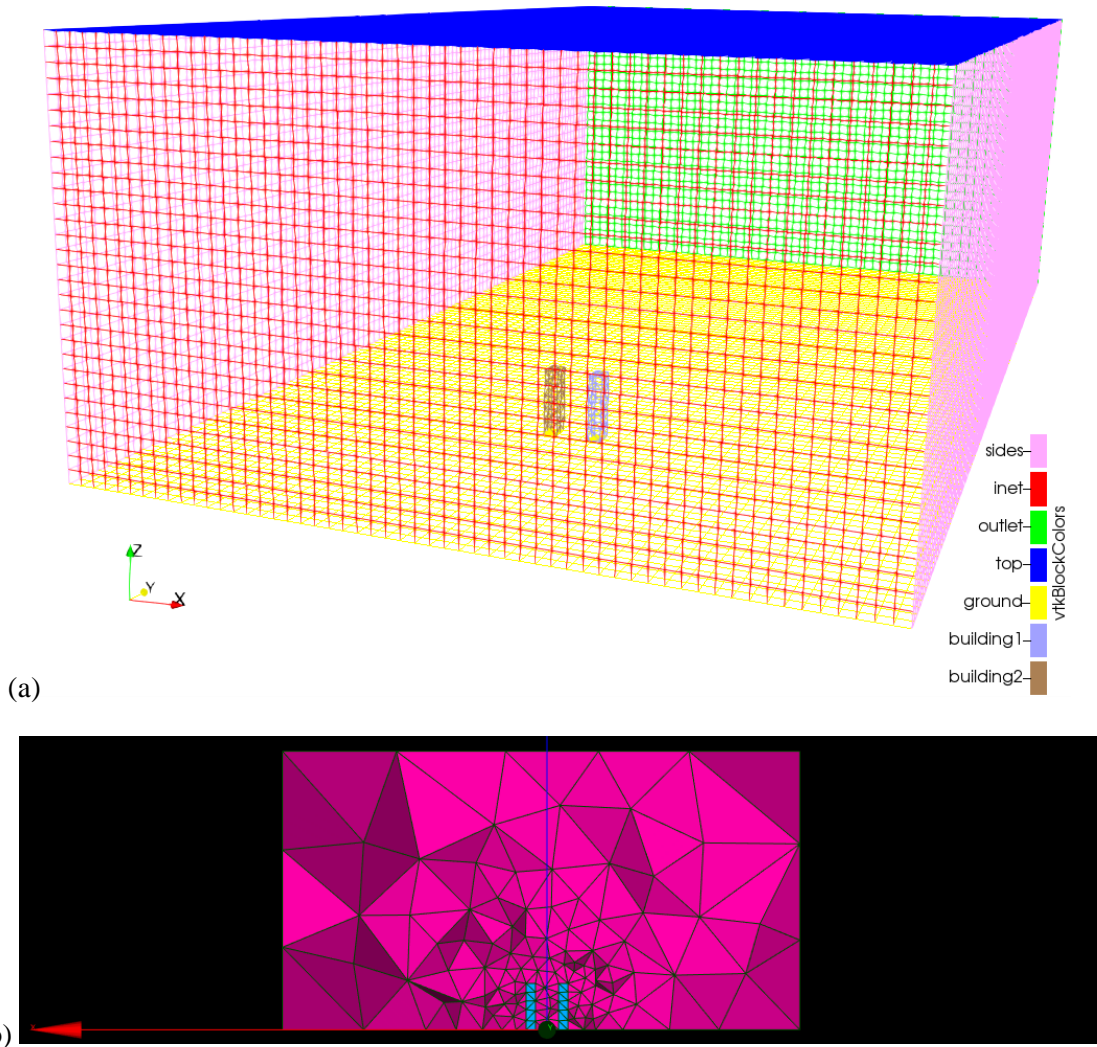 Z
Y
X
sides
inet
outlet
top
ground
building1
building2
vtkBlockColors
(a)
x
Y
)